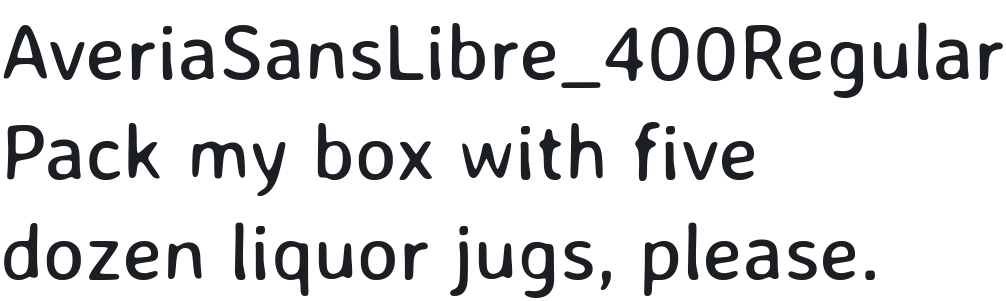 AveriaSansLibre_400Regular
Pack my box with five
dozen liquor jugs, please.